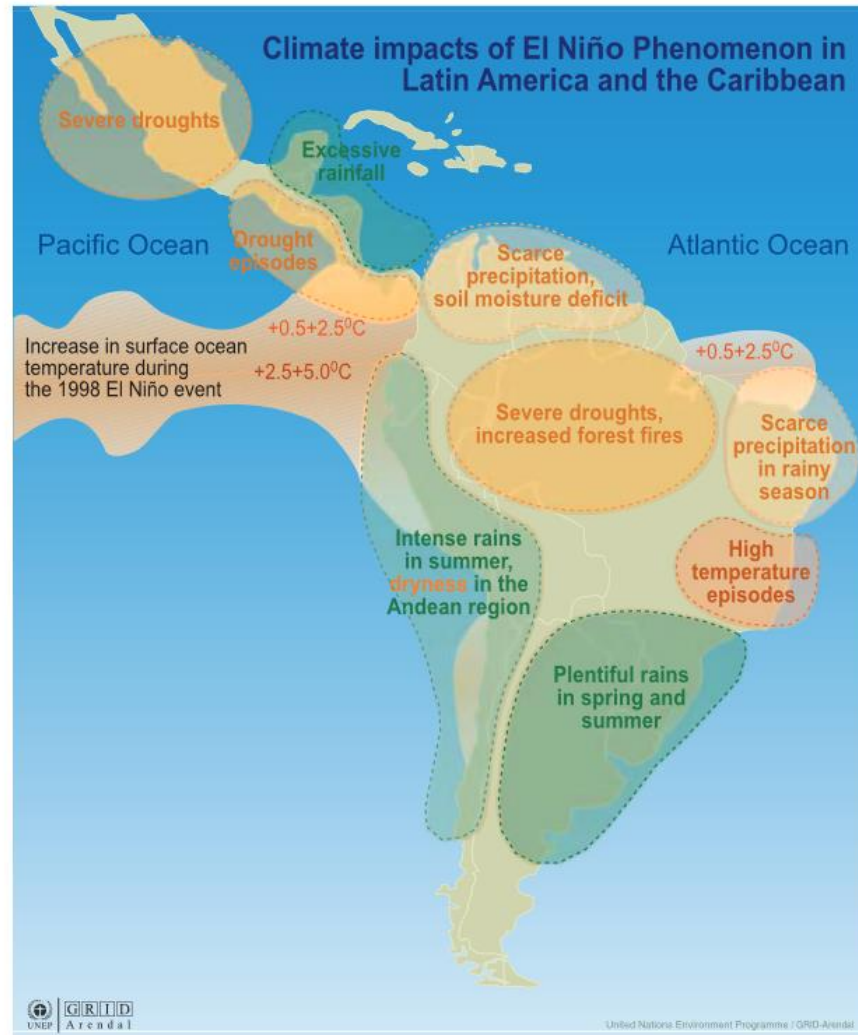 Climate impacts of El Niño Phenomenon in
Latin America and the Caribbean
Severe droughts
Excessive
rainfall
Pacific Ocean
Drought
episodes
Scarce
precipitation,
soil moisture deficit
Atlantic Ocean
Increase in surface ocean
temperature during
the 1998 El Niño event
+0.5+2.5⁰C
+2.5+5.0⁰C
+0.5+2.5⁰C
Severe droughts,
increased forest fires
Scarce
precipitation
in rainy
season
Intense rains
in summer,
dryness in the
Andean region
High
temperature
episodes
Plentiful rains
in spring and
summer
UNEP
GRID
Arendal
United Nations Environment Programme / GRID-Arendal